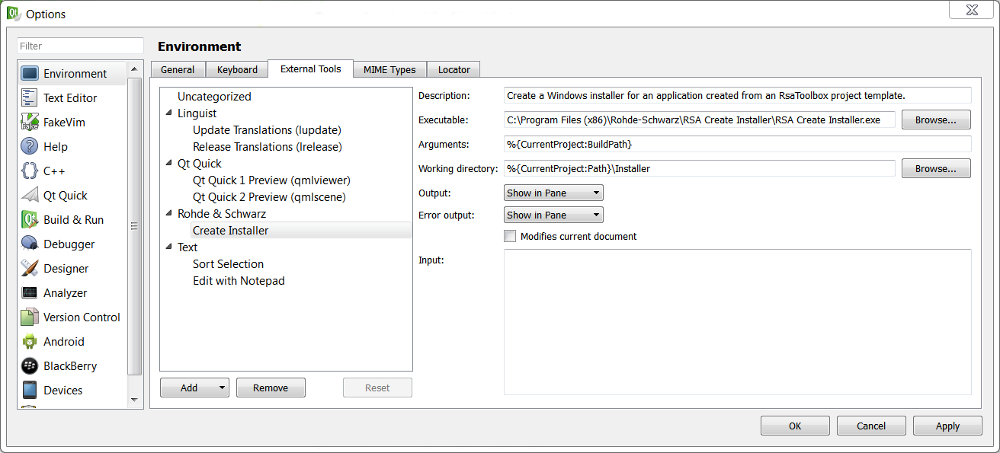 Options
Filter
Environment
Text Editor
FakeVim
Help
C++
Qt Quick
Build & Run
Debugger
Designer
Analyzer
Version Control
Android
BlackBerry
Devices
Environment
General Keyboard External Tools MIME Types Locator
Uncategorized
Linguist
Update Translations (lupdate)
Release Translations (lrelease)
Qt Quick
Qt Quick 1 Preview (qmlviewer)
Qt Quick 2 Preview (qmlscene)
Rohde & Schwarz
Create Installer
Text
Sort Selection
Edit with Notepad
Add Remove Reset
Description: Create a Windows installer for an application created from an RsaToolbox project template.
Executable: C:\Program Files (x86)\Rohde-Schwarz\RSA Create Installer\RSA Create Installer.exe Browse...
Arguments: %{CurrentProject:BuildPath}
Working directory: %{CurrentProject:Path}\Installer Browse...
Output: Show in Pane
Error output: Show in Pane
Modifies current document
Input:
OK Cancel Apply